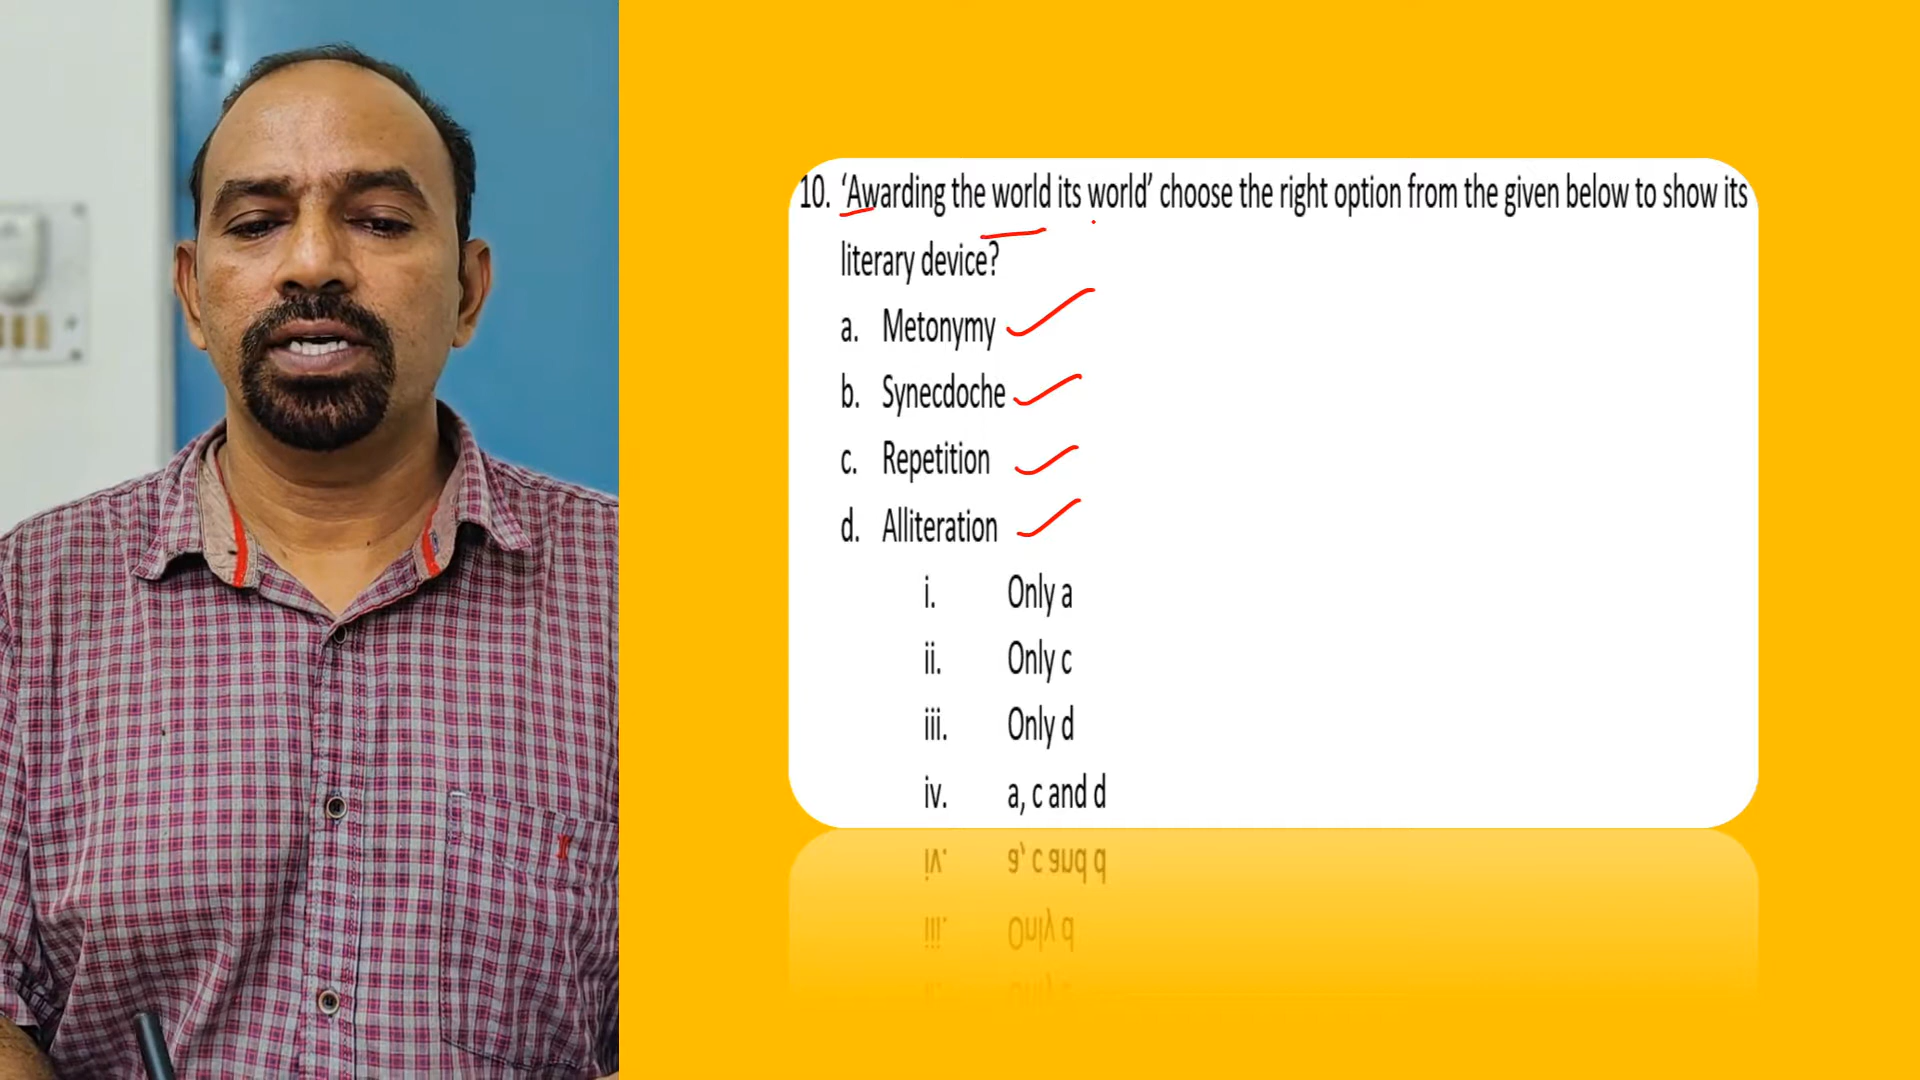 10. ‘Awarding the world its world’ choose the right option from the given below to show its
literary device?
a. Metonymy
b. Synecdoche
c. Repetition
d. Alliteration
i. Only a
ii. Only c
iii. Only d
iv. a, c and d